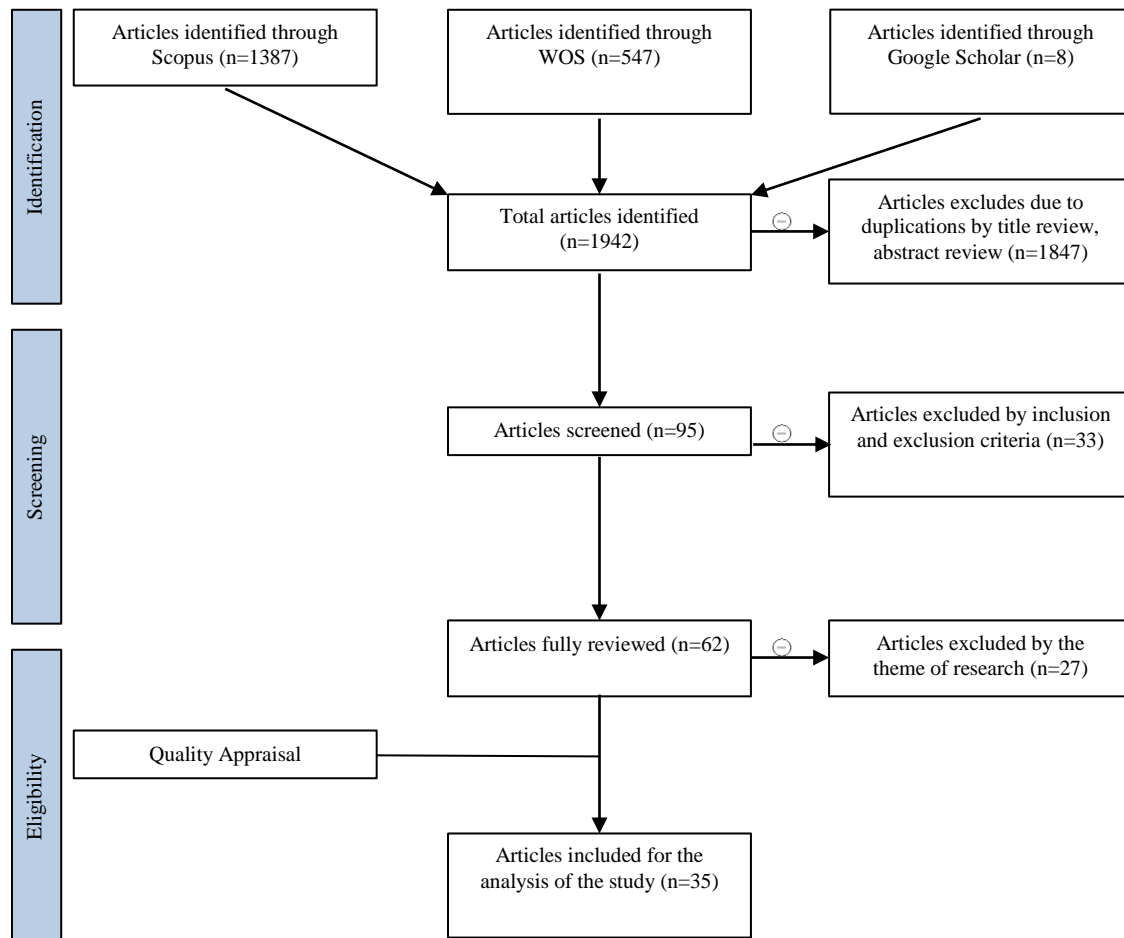 Identification
Articles identified through
Scopus (n=1387)
Articles identified through
WOS (n=547)
Articles identified through
Google Scholar (n=8)
Total articles identified
(n=1942)
Articles excludes due to
duplications by title review,
abstract review (n=1847)
Screening
Articles screened (n=95)
Articles excluded by inclusion
and exclusion criteria (n=33)
Articles fully reviewed (n=62)
Articles excluded by the
theme of research (n=27)
Eligibility
Quality Appraisal
Articles included for the
analysis of the study (n=35)